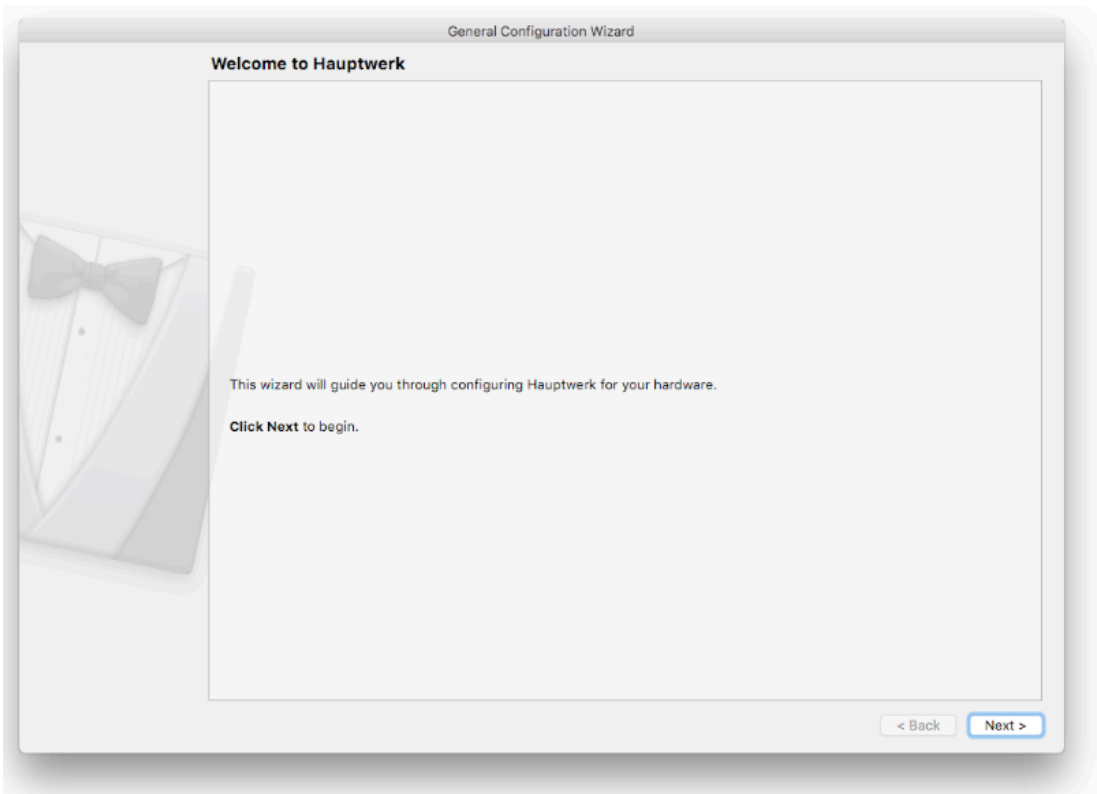 General Configuration Wizard
Welcome to Hauptwerk
This wizard will guide you through configuring Hauptwerk for your hardware.
Click Next to begin.
< Back
Next >